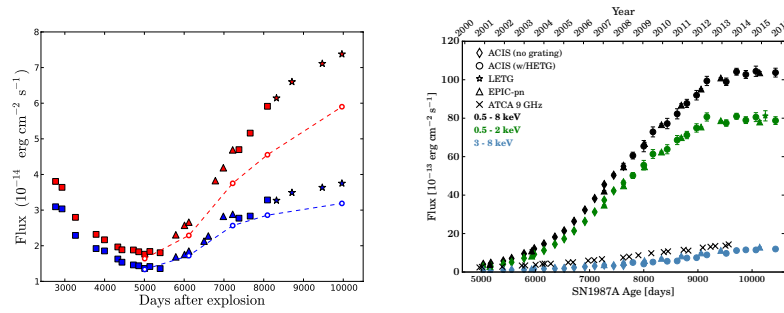 8
7
6
5
4
3
2
1
Flux (10⁻¹⁴ erg cm⁻² s⁻¹)
3000 4000 5000 6000 7000 8000 9000 10000
Days after explosion
Year
2000 2001 2002 2003 2004 2005 2006 2007 2008 2009 2010 2011 2012 2013 2014 2015
120
100
80
60
40
20
0
Flux [10⁻¹³ erg cm⁻² s⁻¹]
ACIS (no grating)
ACIS (w/HETG)
LETG
EPIC-pn
ATCA 9 GHz
0.5 - 8 keV
0.5 - 2 keV
3 - 8 keV
5000 6000 7000 8000 9000 10000
SN1987A Age [days]